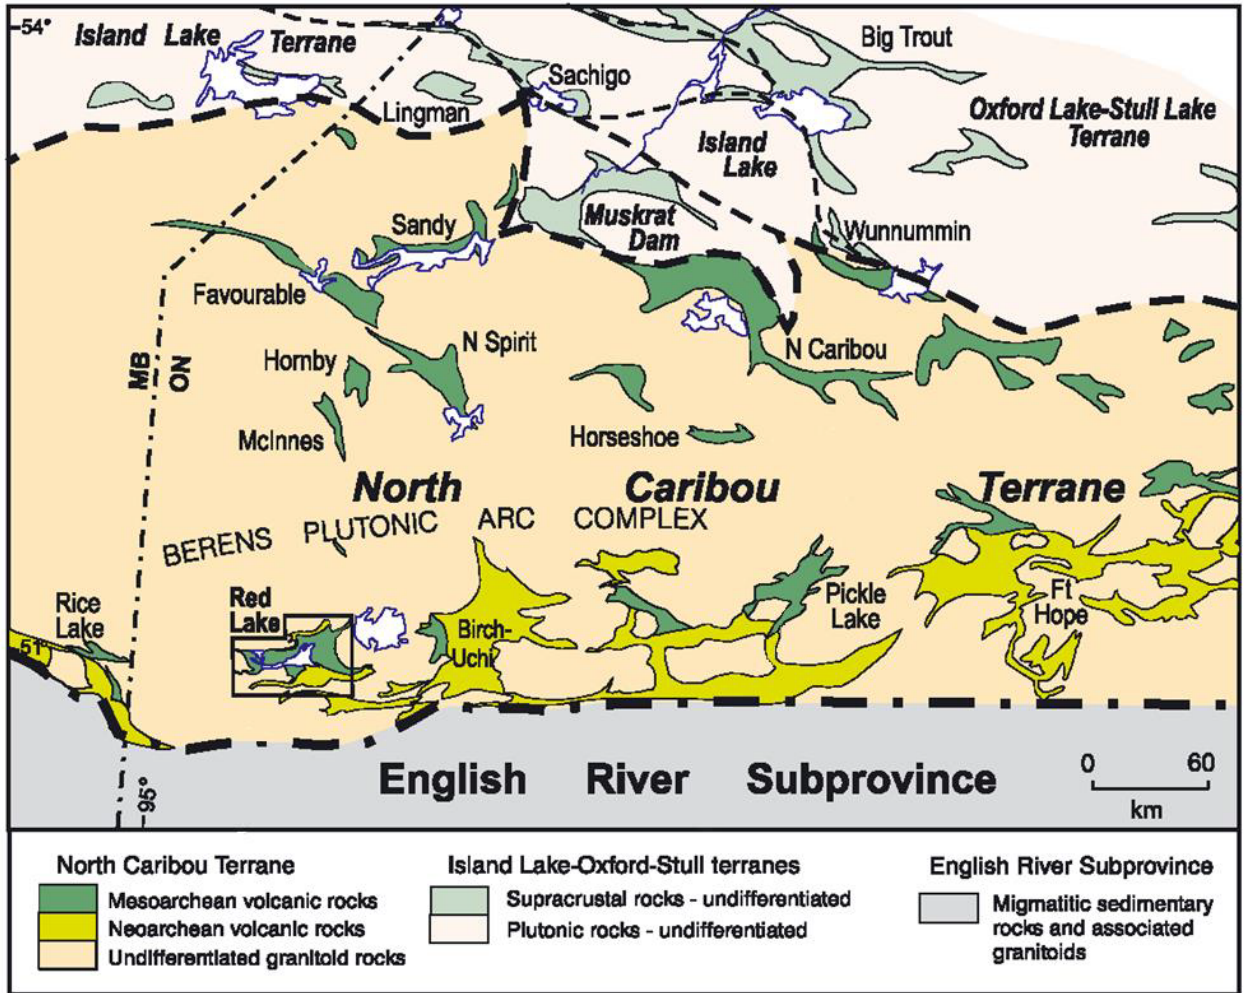 54°
Island Lake Terrane
Big Trout
Sachigo
Lingman
Oxford Lake-Stull Lake
Terrane
Island
Lake
Muskrat
Dam
Sandy
Wunnummin
Favourable
N Spirit
N Caribou
Hornby
MB
ON
McInnes
Horseshoe
North Caribou Terrane
BERENS PLUTONIC ARC COMPLEX
Rice
Lake
Red
Lake
Birch-
Uchi
Pickle
Lake
Ft
Hope
51°
English River Subprovince
95°
0 60
km
North Caribou Terrane
Mesoarchean volcanic rocks
Neoarchean volcanic rocks
Undifferentiated granitoid rocks
Island Lake-Oxford-Stull terranes
Supracrustal rocks - undifferentiated
Plutonic rocks - undifferentiated
English River Subprovince
Migmatitic sedimentary
rocks and associated
granitoids